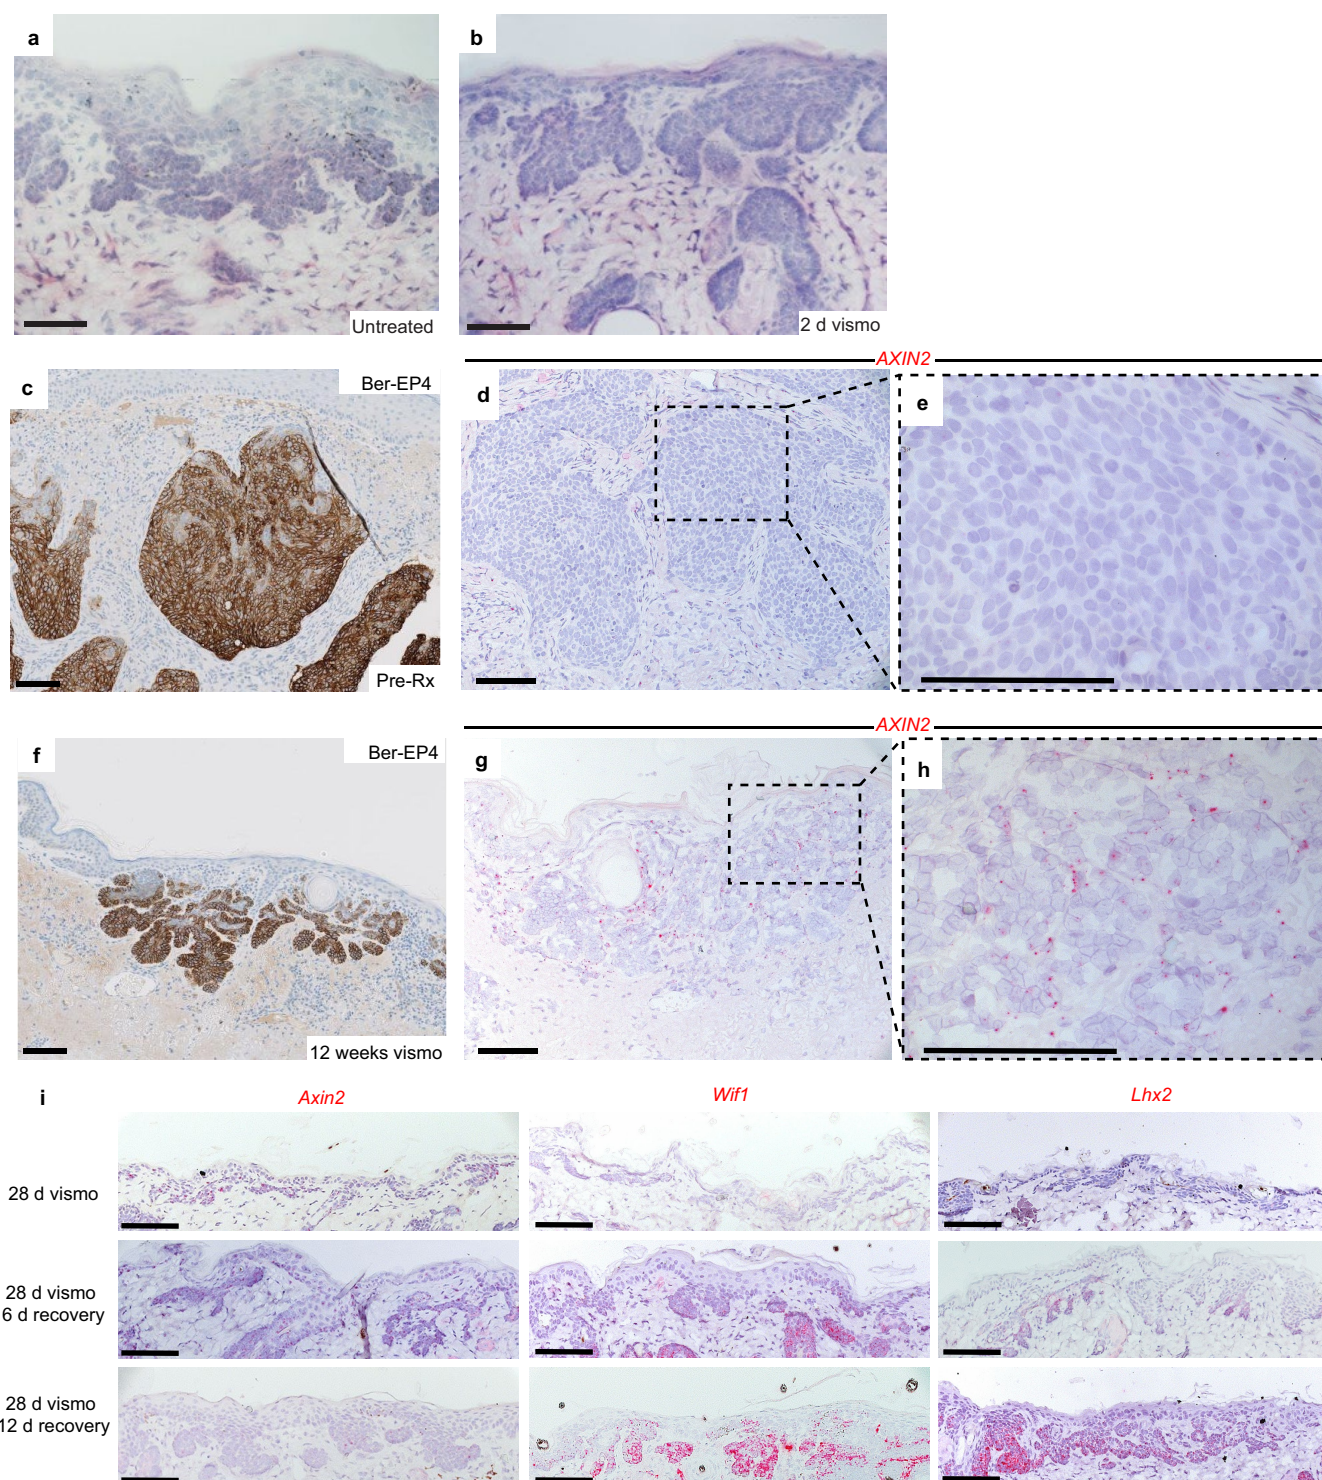 a
b
Untreated
2 d vismo
AXIN2
c
Ber-EP4
d
e
Pre-Rx
AXIN2
f
Ber-EP4
g
h
12 weeks vismo
i
Axin2
Wif1
Lhx2
28 d vismo
28 d vismo
6 d recovery
28 d vismo
12 d recovery